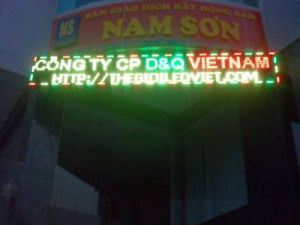 SÀN GIAO DỊCH BẤT ĐỘNG SẢN
NS
NAM SƠN
CÔNG TY CP D&Q VIETNAM
HTTP://THEGIOILEDVIET.COM